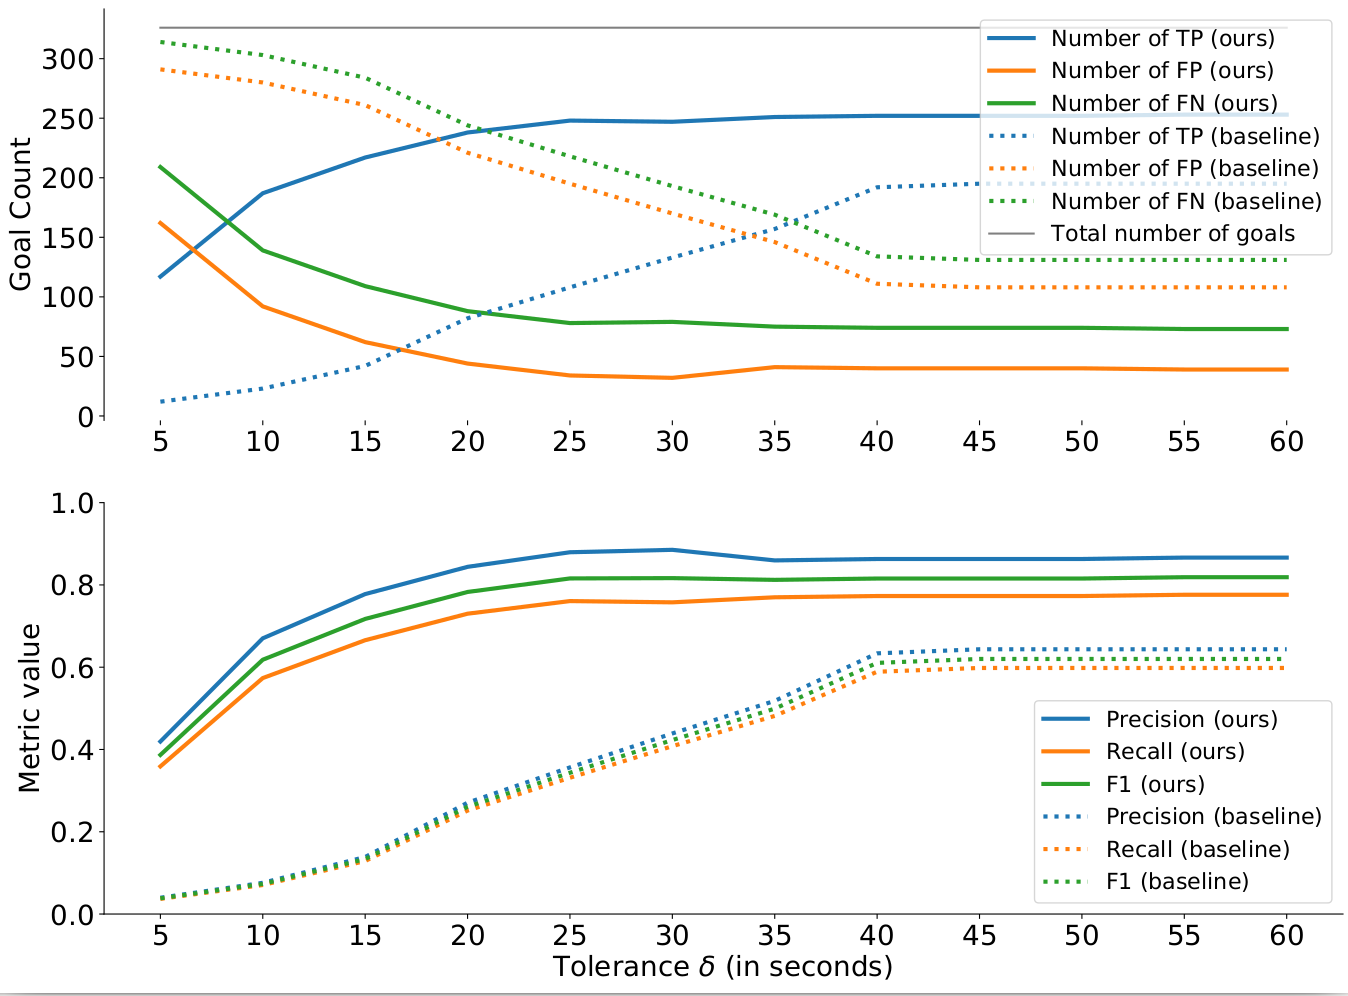 300
250
200
150
100
50
0
Goal Count
Number of TP (ours)
Number of FP (ours)
Number of FN (ours)
Number of TP (baseline)
Number of FP (baseline)
Number of FN (baseline)
Total number of goals
5 10 15 20 25 30 35 40 45 50 55 60
1.0
0.8
0.6
0.4
0.2
0.0
Metric value
Precision (ours)
Recall (ours)
F1 (ours)
Precision (baseline)
Recall (baseline)
F1 (baseline)
5 10 15 20 25 30 35 40 45 50 55 60
Tolerance δ (in seconds)